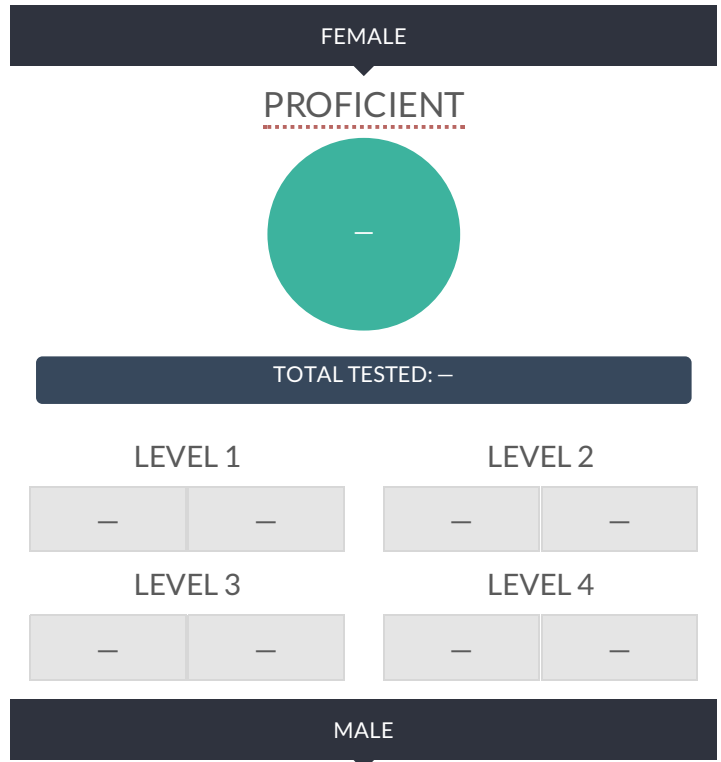 FEMALE
PROFICIENT
—
TOTAL TESTED: —
LEVEL 1 LEVEL 2
— — — —
LEVEL 3 LEVEL 4
— — — —
MALE